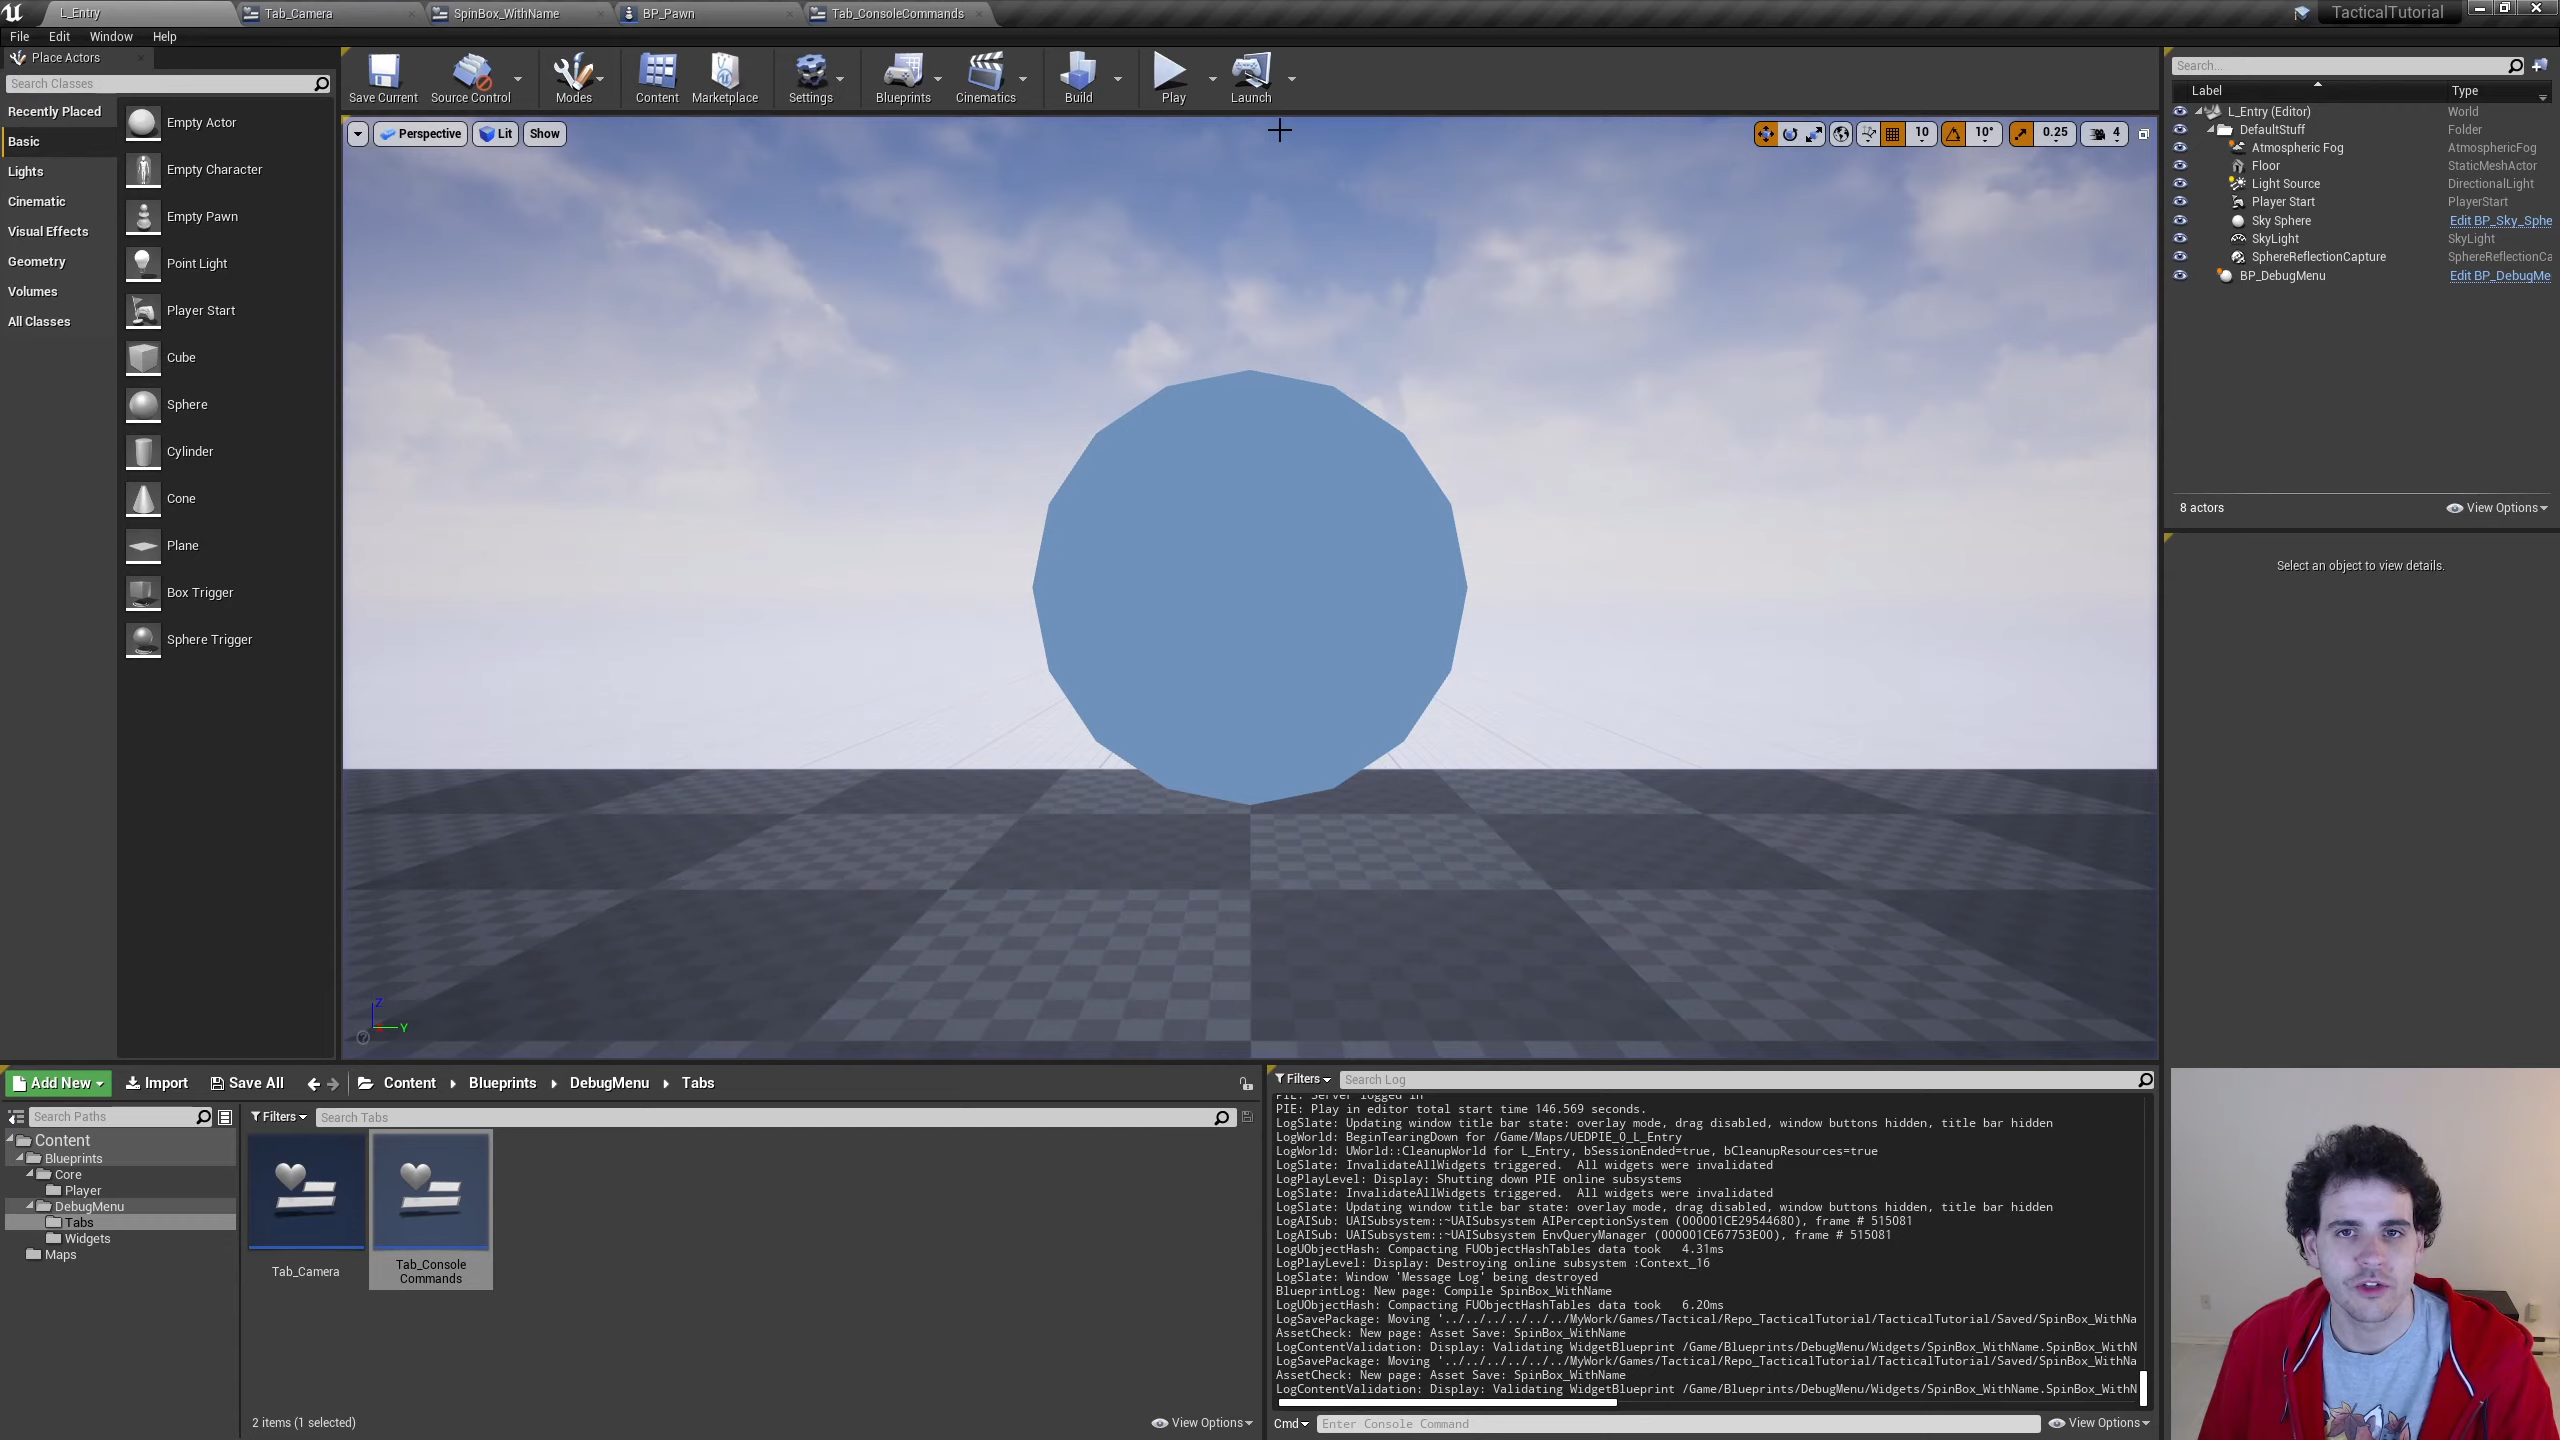 L_Entry
Tab_Camera
SpinBox_WithName
BP_Pawn
Tab_ConsoleCommands
TacticalTutorial
File
Edit
Window
Help
Place Actors
Search Classes
Recently Placed
Basic
Lights
Cinematic
Visual Effects
Geometry
Volumes
All Classes
Empty Actor
Empty Character
Empty Pawn
Point Light
Player Start
Cube
Sphere
Cylinder
Cone
Plane
Box Trigger
Sphere Trigger
Save Current
Source Control
Modes
Content
Marketplace
Settings
Blueprints
Cinematics
Build
Play
Launch
Perspective
Lit
Show
10
10°
0.25
4
Z
Y
Search...
Label
Type
L_Entry (Editor)
World
DefaultStuff
Folder
Atmospheric Fog
AtmosphericFog
Floor
StaticMeshActor
Light Source
DirectionalLight
Player Start
PlayerStart
Sky Sphere
Edit BP_Sky_Sphe
SkyLight
SkyLight
SphereReflectionCapture
SphereReflectionCa
BP_DebugMenu
Edit BP_DebugMe
8 actors
View Options
Select an object to view details.
Add New
Import
Save All
Content
Blueprints
DebugMenu
Tabs
Search Paths
Content
Blueprints
Core
Player
DebugMenu
Tabs
Widgets
Maps
Filters
Search Tabs
Tab_Camera
Tab_Console
Commands
2 items (1 selected)
View Options
Filters
Search Log
PIE: Server logged in
PIE: Play in editor total start time 146.569 seconds.
LogSlate: Updating window title bar state: overlay mode, drag disabled, window buttons hidden, title bar hidden
LogWorld: BeginTearingDown for /Game/Maps/UEDPIE_0_L_Entry
LogWorld: UWorld::CleanupWorld for L_Entry, bSessionEnded=true, bCleanupResources=true
LogSlate: InvalidateAllWidgets triggered.  All widgets were invalidated
LogPlayLevel: Display: Shutting down PIE online subsystems
LogSlate: InvalidateAllWidgets triggered.  All widgets were invalidated
LogSlate: Updating window title bar state: overlay mode, drag disabled, window buttons hidden, title bar hidden
LogAISub: UAISubsystem::~UAISubsystem AIPerceptionSystem (000001CE29544680), frame # 515081
LogAISub: UAISubsystem::~UAISubsystem EnvQueryManager (000001CE67753E00), frame # 515081
LogUObjectHash: Compacting FUObjectHashTables data took   4.31ms
LogPlayLevel: Display: Destroying online subsystem :Context_16
LogSlate: Window 'Message Log' being destroyed
BlueprintLog: New page: Compile SpinBox_WithName
LogUObjectHash: Compacting FUObjectHashTables data took   6.20ms
LogSavePackage: Moving '../../../../../../MyWork/Games/Tactical/Repo_TacticalTutorial/TacticalTutorial/Saved/SpinBox_WithNa
AssetCheck: New page: Asset Save: SpinBox_WithName
LogContentValidation: Display: Validating WidgetBlueprint /Game/Blueprints/DebugMenu/Widgets/SpinBox_WithName.SpinBox_WithN
LogSavePackage: Moving '../../../../../../MyWork/Games/Tactical/Repo_TacticalTutorial/TacticalTutorial/Saved/SpinBox_WithNa
AssetCheck: New page: Asset Save: SpinBox_WithName
LogContentValidation: Display: Validating WidgetBlueprint /Game/Blueprints/DebugMenu/Widgets/SpinBox_WithName.SpinBox_WithN
Cmd
Enter Console Command
View Options